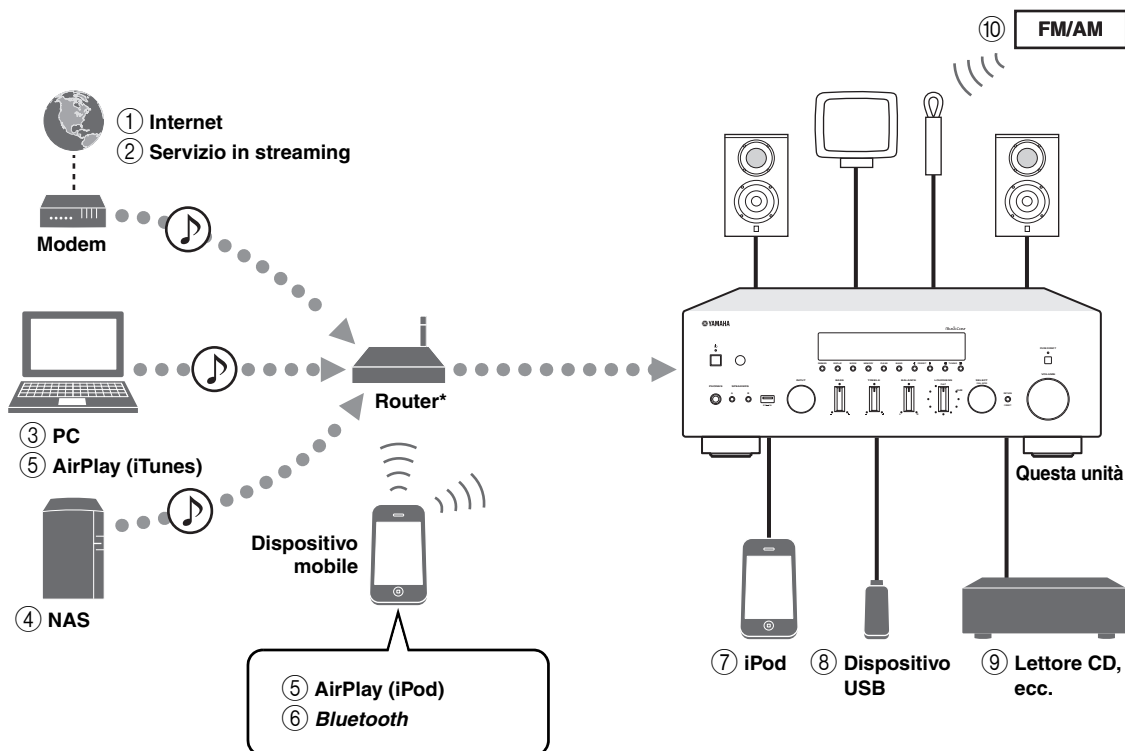 ⑩ FM/AM
① Internet
② Servizio in streaming
Modem
③ PC
⑤ AirPlay (iTunes)
Router*
④ NAS
Dispositivo
mobile
⑤ AirPlay (iPod)
⑥ Bluetooth
YAMAHA
Questa unità
⑦ iPod
⑧ Dispositivo
USB
⑨ Lettore CD,
ecc.